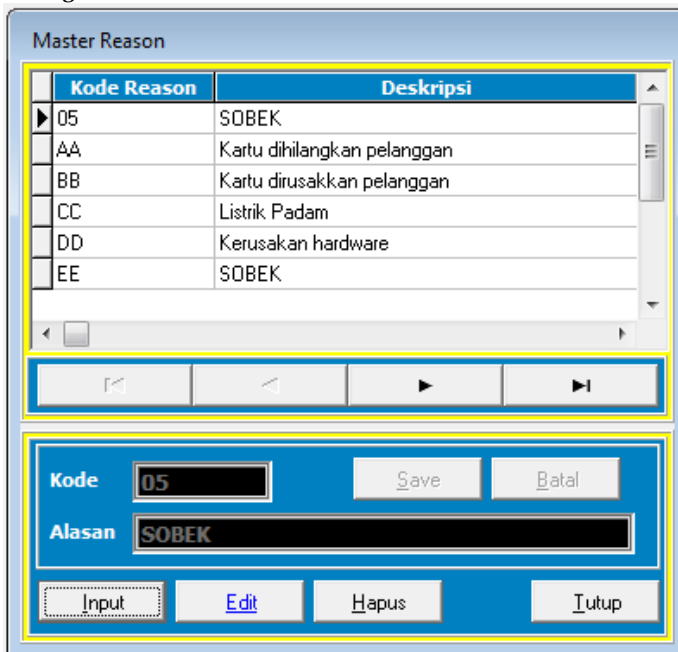 Master Reason
Kode Reason Deskripsi
05 SOBEK
AA Kartu dihilangkan pelanggan
BB Kartu dirusakkan pelanggan
CC Listrik Padam
DD Kerusakan hardware
EE SOBEK
Kode 05 Save Batal
Alasan SOBEK
Input Edit Hapus Tutup